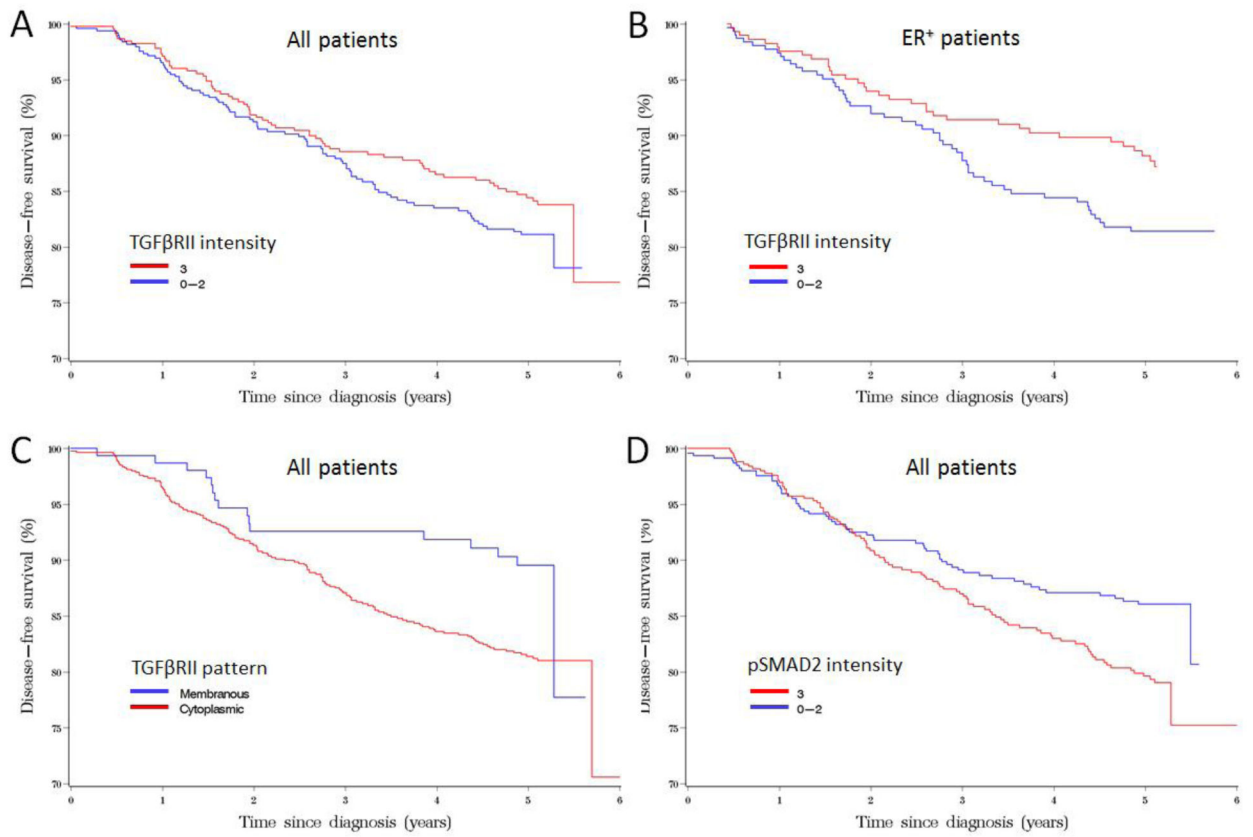 A
All patients
Disease-free survival (%)
100
95
90
85
80
75
70
TGFβRII intensity
3
0-2
0 1 2 3 4 5 6
Time since diagnosis (years)
B
ER+ patients
Disease-free survival (%)
100
95
90
85
80
75
70
TGFβRII intensity
3
0-2
0 1 2 3 4 5 6
Time since diagnosis (years)
C
All patients
Disease-free survival (%)
100
95
90
85
80
75
70
TGFβRII pattern
Membranous
Cytoplasmic
0 1 2 3 4 5 6
Time since diagnosis (years)
D
All patients
Disease-free survival (%)
100
95
90
85
80
75
70
pSMAD2 intensity
3
0-2
0 1 2 3 4 5 6
Time since diagnosis (years)